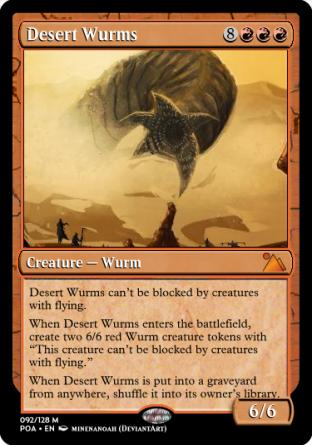 Desert Wurms 8
Creature — Wurm
Desert Wurms can't be blocked by creatures
with flying.
When Desert Wurms enters the battlefield,
create two 6/6 red Wurm creature tokens with
“This creature can't be blocked by creatures
with flying.”
When Desert Wurms is put into a graveyard
from anywhere, shuffle it into its owner's library.
6/6
092/128 M
POA • EN MINENANOAH (DEVIANTART)